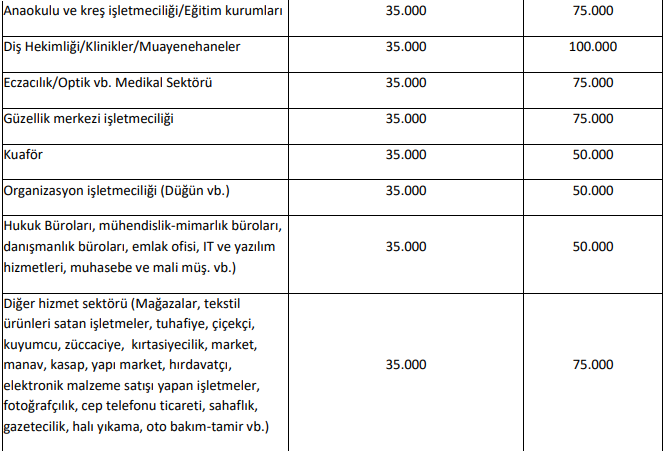 Anaokulu ve kreş işletmeciliği/Eğitim kurumları 35.000 75.000
Diş Hekimliği/Klinikler/Muayenehaneler 35.000 100.000
Eczacılık/Optik vb. Medikal Sektörü 35.000 75.000
Güzellik merkezi işletmeciliği 35.000 75.000
Kuaför 35.000 50.000
Organizasyon işletmeciliği (Düğün vb.) 35.000 50.000
Hukuk Büroları, mühendislik-mimarlık büroları,
danışmanlık büroları, emlak ofisi, IT ve yazılım 35.000 50.000
hizmetleri, muhasebe ve mali müş. vb.)
Diğer hizmet sektörü (Mağazalar, tekstil
ürünleri satan işletmeler, tuhafiye, çiçekçi,
kuyumcu, züccaciye, kırtasiyecilik, market,
manav, kasap, yapı market, hırdavatçı, 35.000 75.000
elektronik malzeme satışı yapan işletmeler,
fotoğrafçılık, cep telefonu ticareti, sahaflık,
gazetecilik, halı yıkama, oto bakım-tamir vb.)